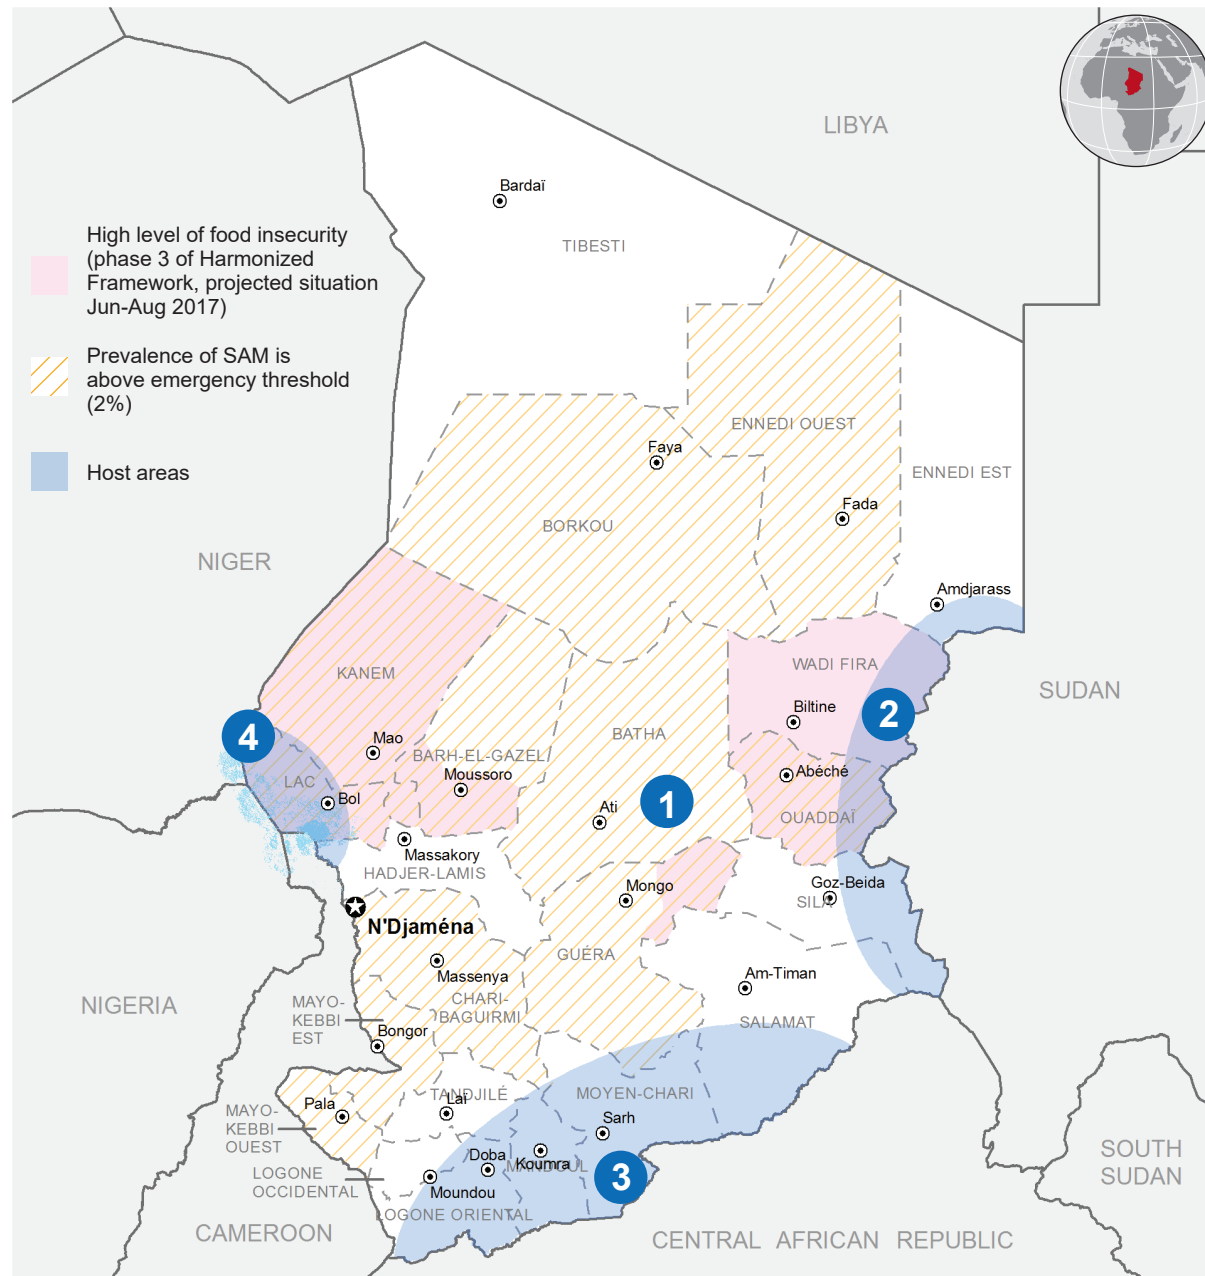 LIBYA
Bardaï
TIBESTI
High level of food insecurity
(phase 3 of Harmonized
Framework, projected situation
Jun-Aug 2017)
Prevalence of SAM is
above emergency threshold
(2%)
Host areas
ENNEDI OUEST
Faya
ENNEDI EST
Fada
BORKOU
NIGER
Amdjarass
WADI FIRA
KANEM
SUDAN
Biltine
2
4
BATHA
Mao
BARH-EL-GAZEL
Moussoro
Abéché
LAC
Bol
1
Ati
OUADDAÏ
Massakory
HADJER-LAMIS
Mongo
Goz-Beida
SILA
N'Djaména
GUÉRA
Massenya
Am-Timan
NIGERIA
CHARI-
BAGUIRMI
MAYO-
KEBBI
EST
Bongor
SALAMAT
TANDJILÉ
Laï
MOYEN-CHARI
Pala
MAYO-
KEBBI
OUEST
Sarh
Doba
MANDOUL
Koumra
3
LOGONE
OCCIDENTAL
Moundou
LOGONE ORIENTAL
SOUTH
SUDAN
CAMEROON
CENTRAL AFRICAN REPUBLIC